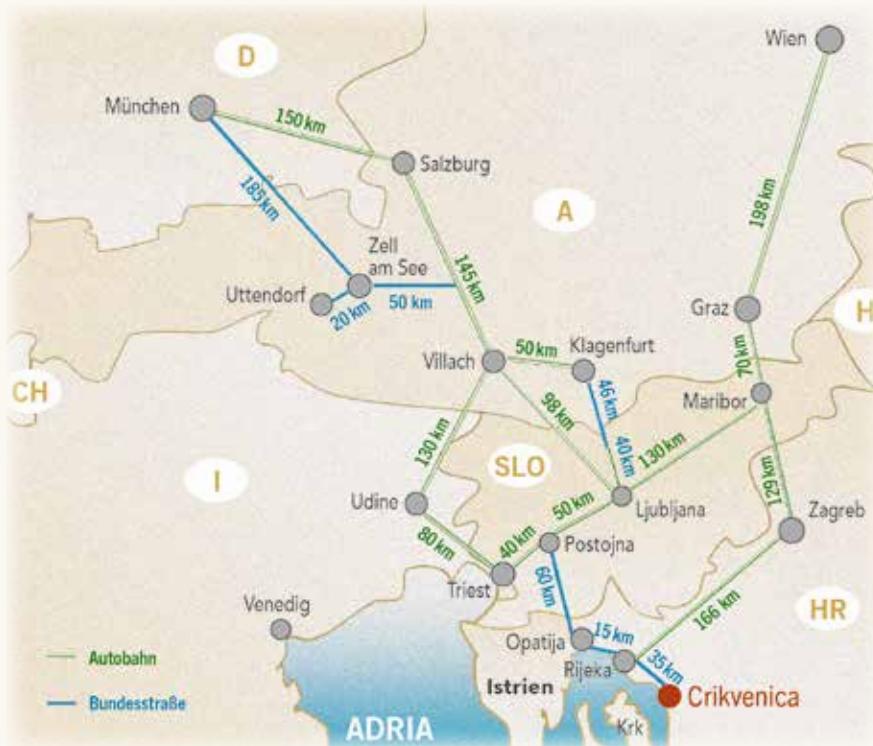 D
Wien
München
150 km
Salzburg
185 km
198 km
A
Zell
am See
145 km
Uttendorf
20 km
50 km
Graz
H
50 km
Klagenfurt
Villach
70 km
CH
46 km
Maribor
98 km
130 km
40 km
130 km
SLO
I
129 km
Udine
50 km
Ljubljana
Zagreb
80 km
40 km
Postojna
Triest
60 km
166 km
Venedig
HR
Opatija
15 km
Autobahn
Rijeka
35 km
Istrien
Crikvenica
Bundesstraße
ADRIA
Krk